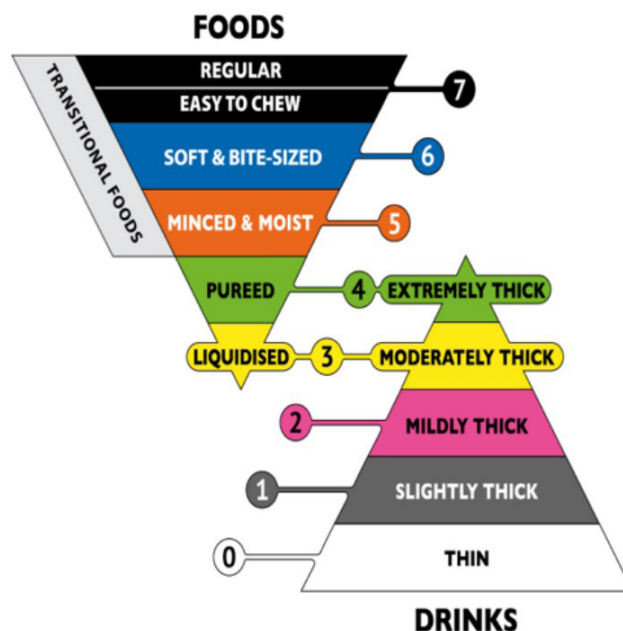 FOODS
TRANSITIONAL FOODS
REGULAR
EASY TO CHEW
7
SOFT & BITE-SIZED
6
MINCED & MOIST
5
PUREED
4
EXTREMELY THICK
LIQUIDISED
3
MODERATELY THICK
2
MILDLY THICK
1
SLIGHTLY THICK
0
THIN
DRINKS